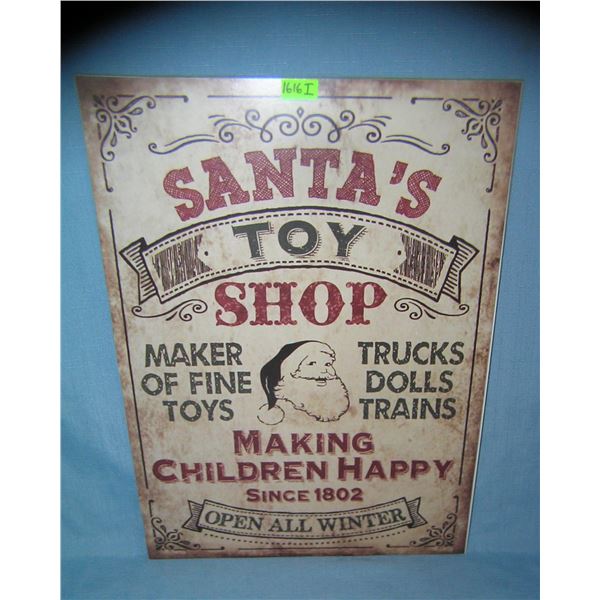 1616I
SANTA'S
TOY
SHOP
MAKER
OF FINE
TOYS
TRUCKS
DOLLS
TRAINS
MAKING
CHILDREN HAPPY
SINCE 1802
OPEN ALL WINTER